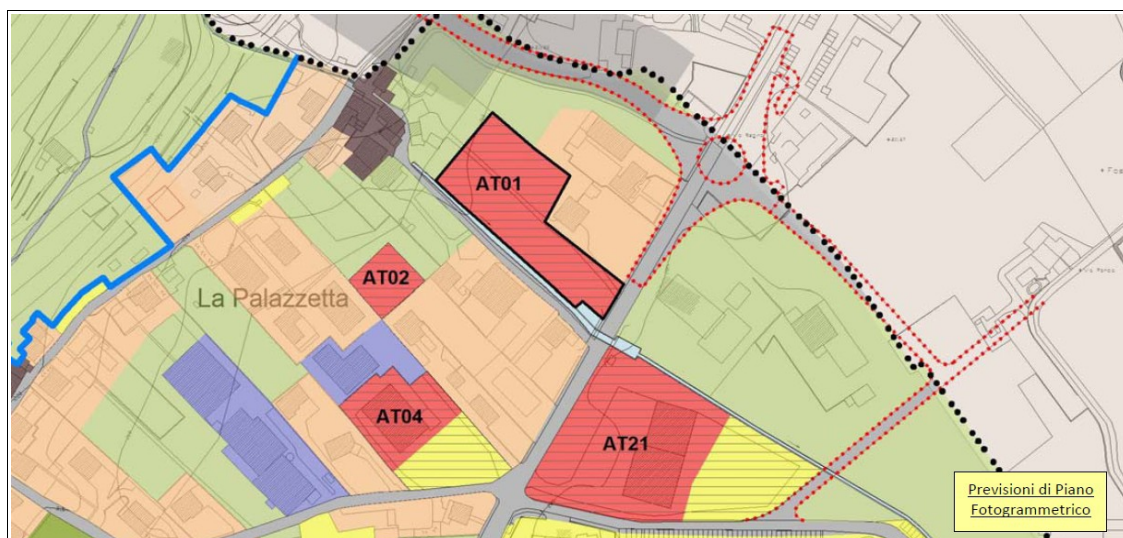 AT01
AT02
La Palazzetta
AT04
AT21
Previsioni di Piano
Fotogrammetrico